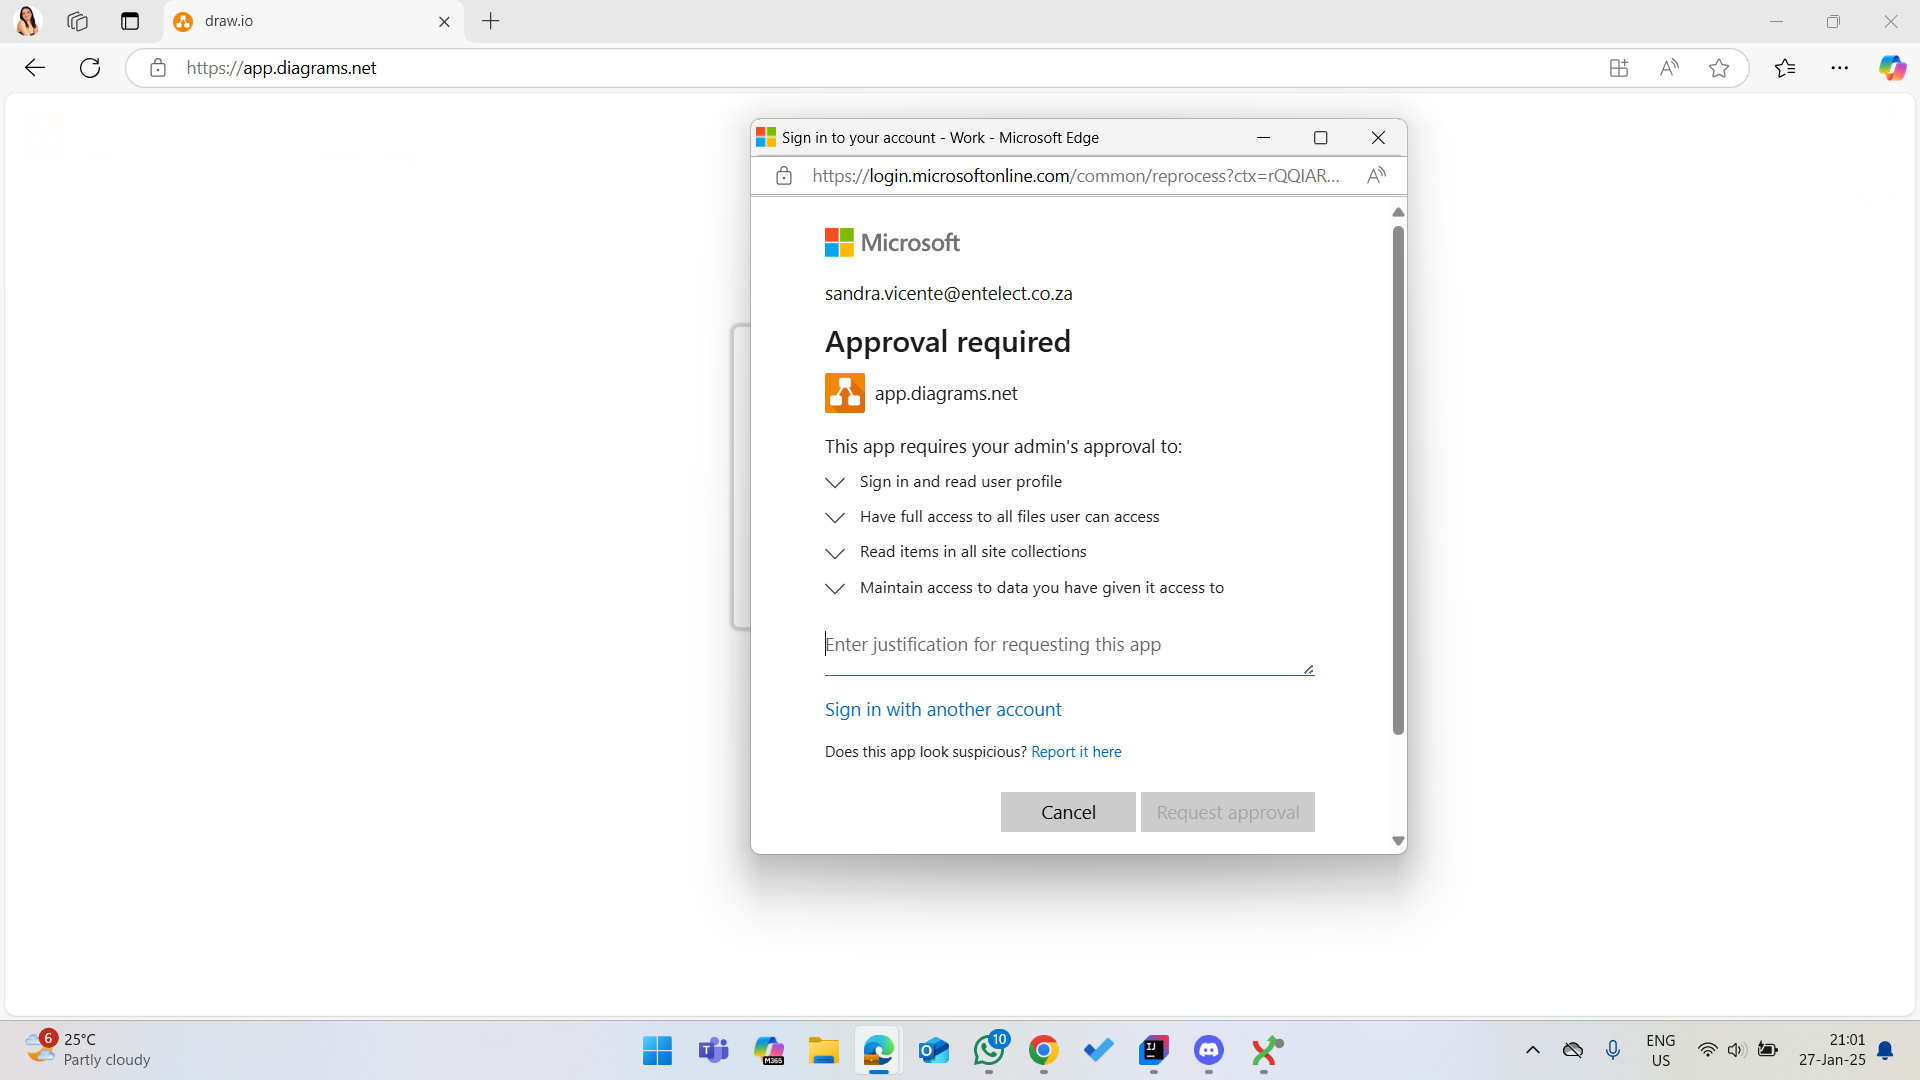 draw.io
https://app.diagrams.net
Sign in to your account - Work - Microsoft Edge
https://login.microsoftonline.com/common/reprocess?ctx=rQQIAR...
Microsoft
sandra.vicente@entelect.co.za
Approval required
app.diagrams.net
This app requires your admin's approval to:
Sign in and read user profile
Have full access to all files user can access
Read items in all site collections
Maintain access to data you have given it access to
Enter justification for requesting this app
Sign in with another account
Does this app look suspicious? Report it here
Cancel
Request approval
6
25°C
Partly cloudy
M365
10
ENG
US
21:01
27-Jan-25